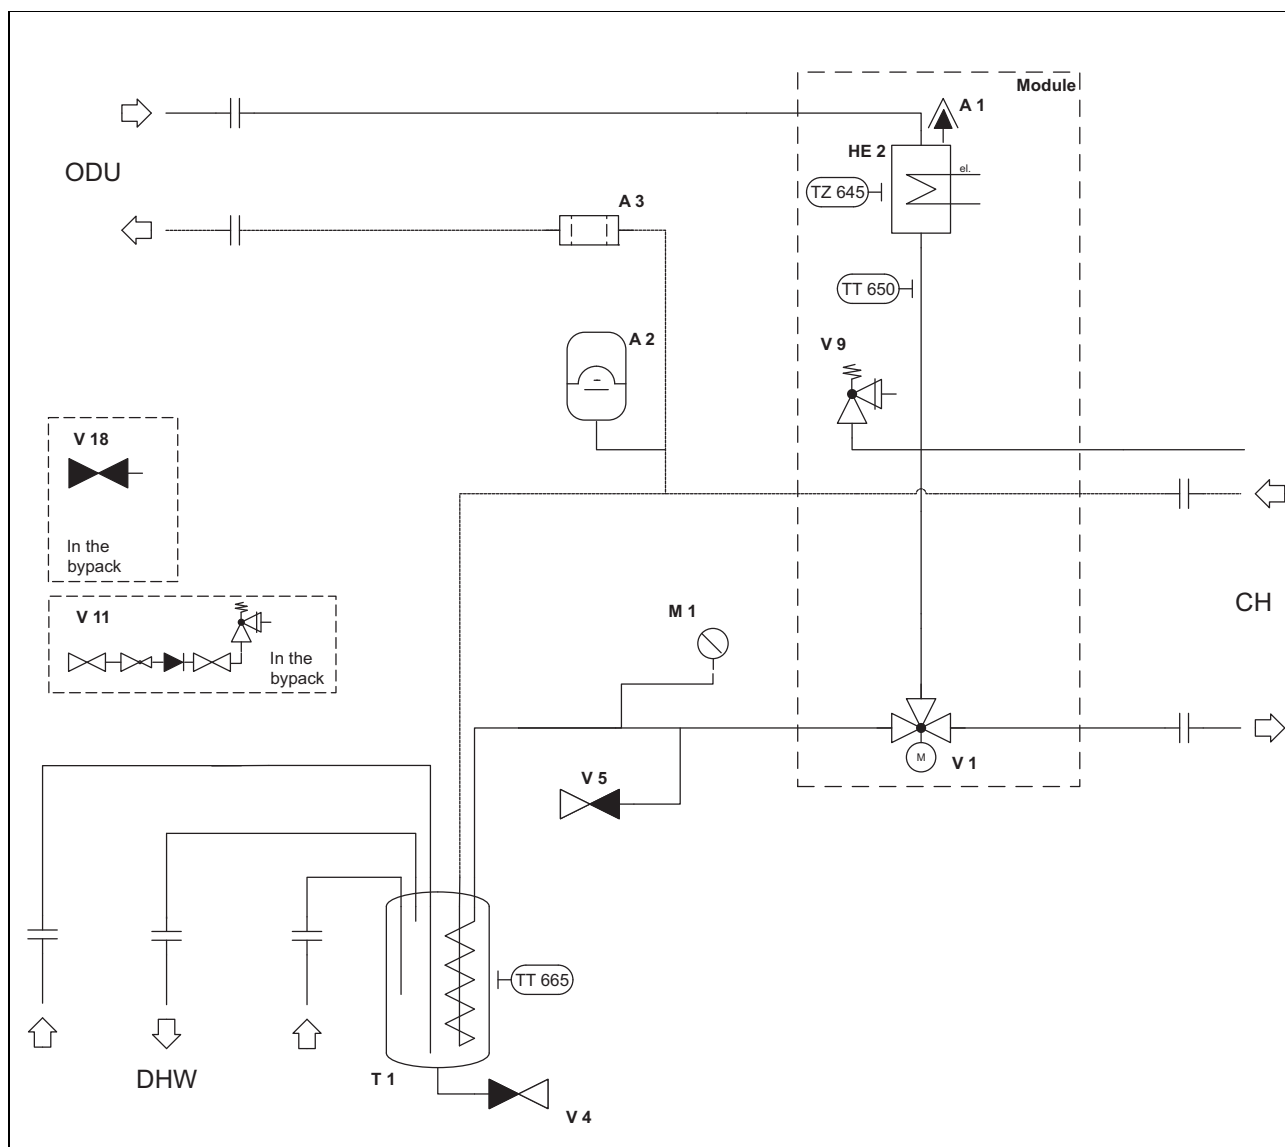 Module
A 1
ODU
HE 2
el.
TZ 645
A 3
TT 650
A 2
V 9
V 18
In the
bypack
CH
V 11
In the
bypack
M 1
V 5
M
V 1
TT 665
DHW
T 1
V 4